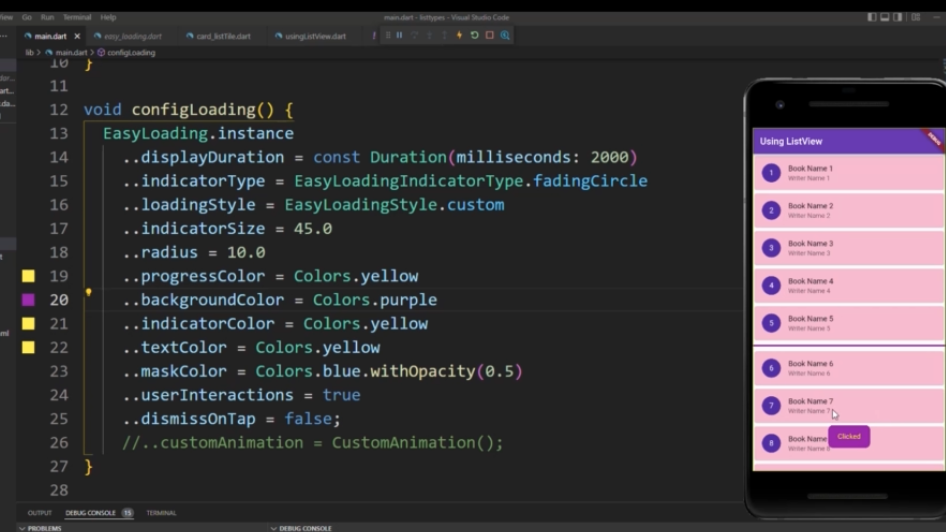 View Go Run Terminal Help
main.dart - listtypes - Visual Studio Code
main.dart easy_loading.dart card_listTile.dart usingListView.dart
lib > main.dart > configLoading
10 }
11
12 void configLoading() {
13 EasyLoading.instance
14 ..displayDuration = const Duration(milliseconds: 2000)
15 ..indicatorType = EasyLoadingIndicatorType.fadingCircle
16 ..loadingStyle = EasyLoadingStyle.custom
17 ..indicatorSize = 45.0
18 ..radius = 10.0
19 ..progressColor = Colors.yellow
20 ..backgroundColor = Colors.purple
21 ..indicatorColor = Colors.yellow
22 ..textColor = Colors.yellow
23 ..maskColor = Colors.blue.withOpacity(0.5)
24 ..userInteractions = true
25 ..dismissOnTap = false;
26 //..customAnimation = CustomAnimation();
27 }
28
OUTPUT DEBUG CONSOLE 15 TERMINAL
PROBLEMS DEBUG CONSOLE
Using ListView
DEBUG
1 Book Name 1
Writer Name 1
2 Book Name 2
Writer Name 2
3 Book Name 3
Writer Name 3
4 Book Name 4
Writer Name 4
5 Book Name 5
Writer Name 5
6 Book Name 6
Writer Name 6
7 Book Name 7
Writer Name 7
8 Book Name
Writer Name 8
Clicked